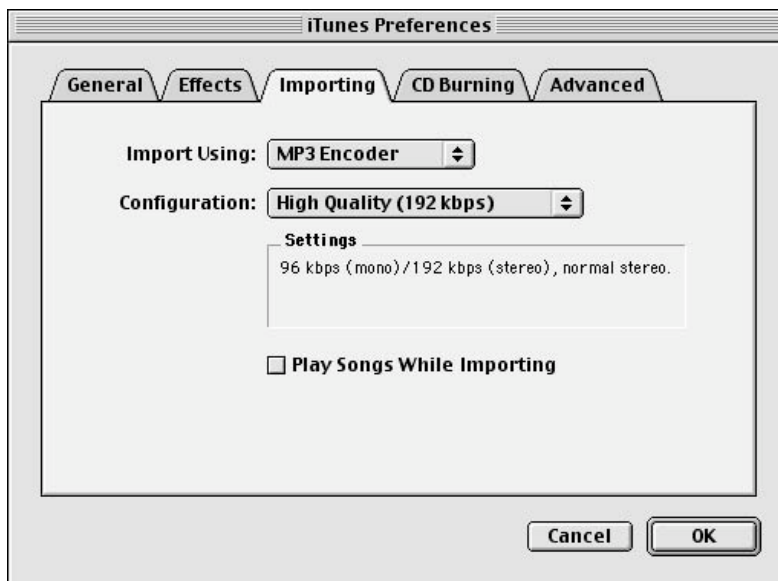 iTunes Preferences
General Effects Importing CD Burning Advanced
Import Using: MP3 Encoder
Configuration: High Quality (192 kbps)
Settings
96 kbps (mono)/192 kbps (stereo), normal stereo.
Play Songs While Importing
Cancel OK